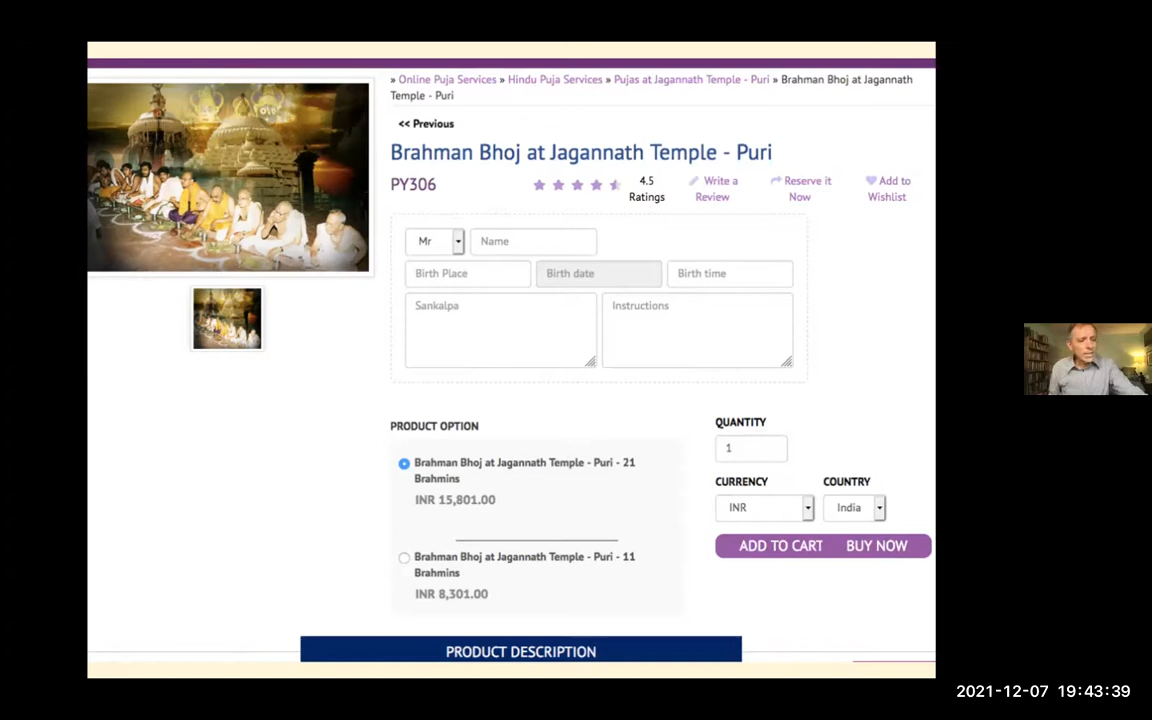 » Online Puja Services » Hindu Puja Services » Pujas at Jagannath Temple - Puri » Brahman Bhoj at Jagannath
Temple - Puri
<< Previous
Brahman Bhoj at Jagannath Temple - Puri
PY306
4.5
Ratings
Write a
Review
Reserve it
Now
Add to
Wishlist
Mr
Name
Birth Place
Birth date
Birth time
Sankalpa
Instructions
PRODUCT OPTION
Brahman Bhoj at Jagannath Temple - Puri - 21
Brahmins
INR 15,801.00
Brahman Bhoj at Jagannath Temple - Puri - 11
Brahmins
INR 8,301.00
QUANTITY
1
CURRENCY
COUNTRY
INR
India
ADD TO CART
BUY NOW
PRODUCT DESCRIPTION
2021-12-07 19:43:39